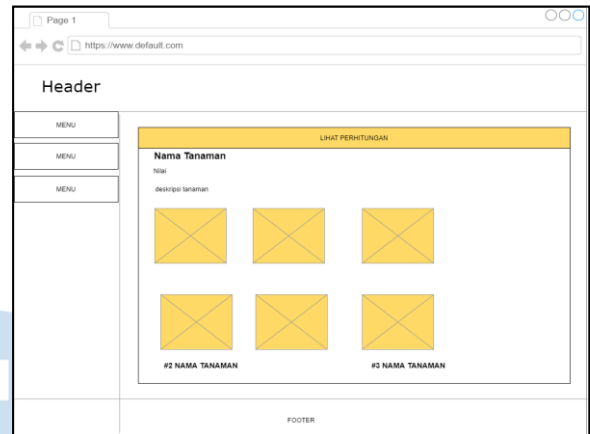 Page 1
https://www.default.com
Header
MENU
MENU
MENU
LIHAT PERHITUNGAN
Nama Tanaman
Nilai
deskripsi tanaman
#2 NAMA TANAMAN
#3 NAMA TANAMAN
FOOTER